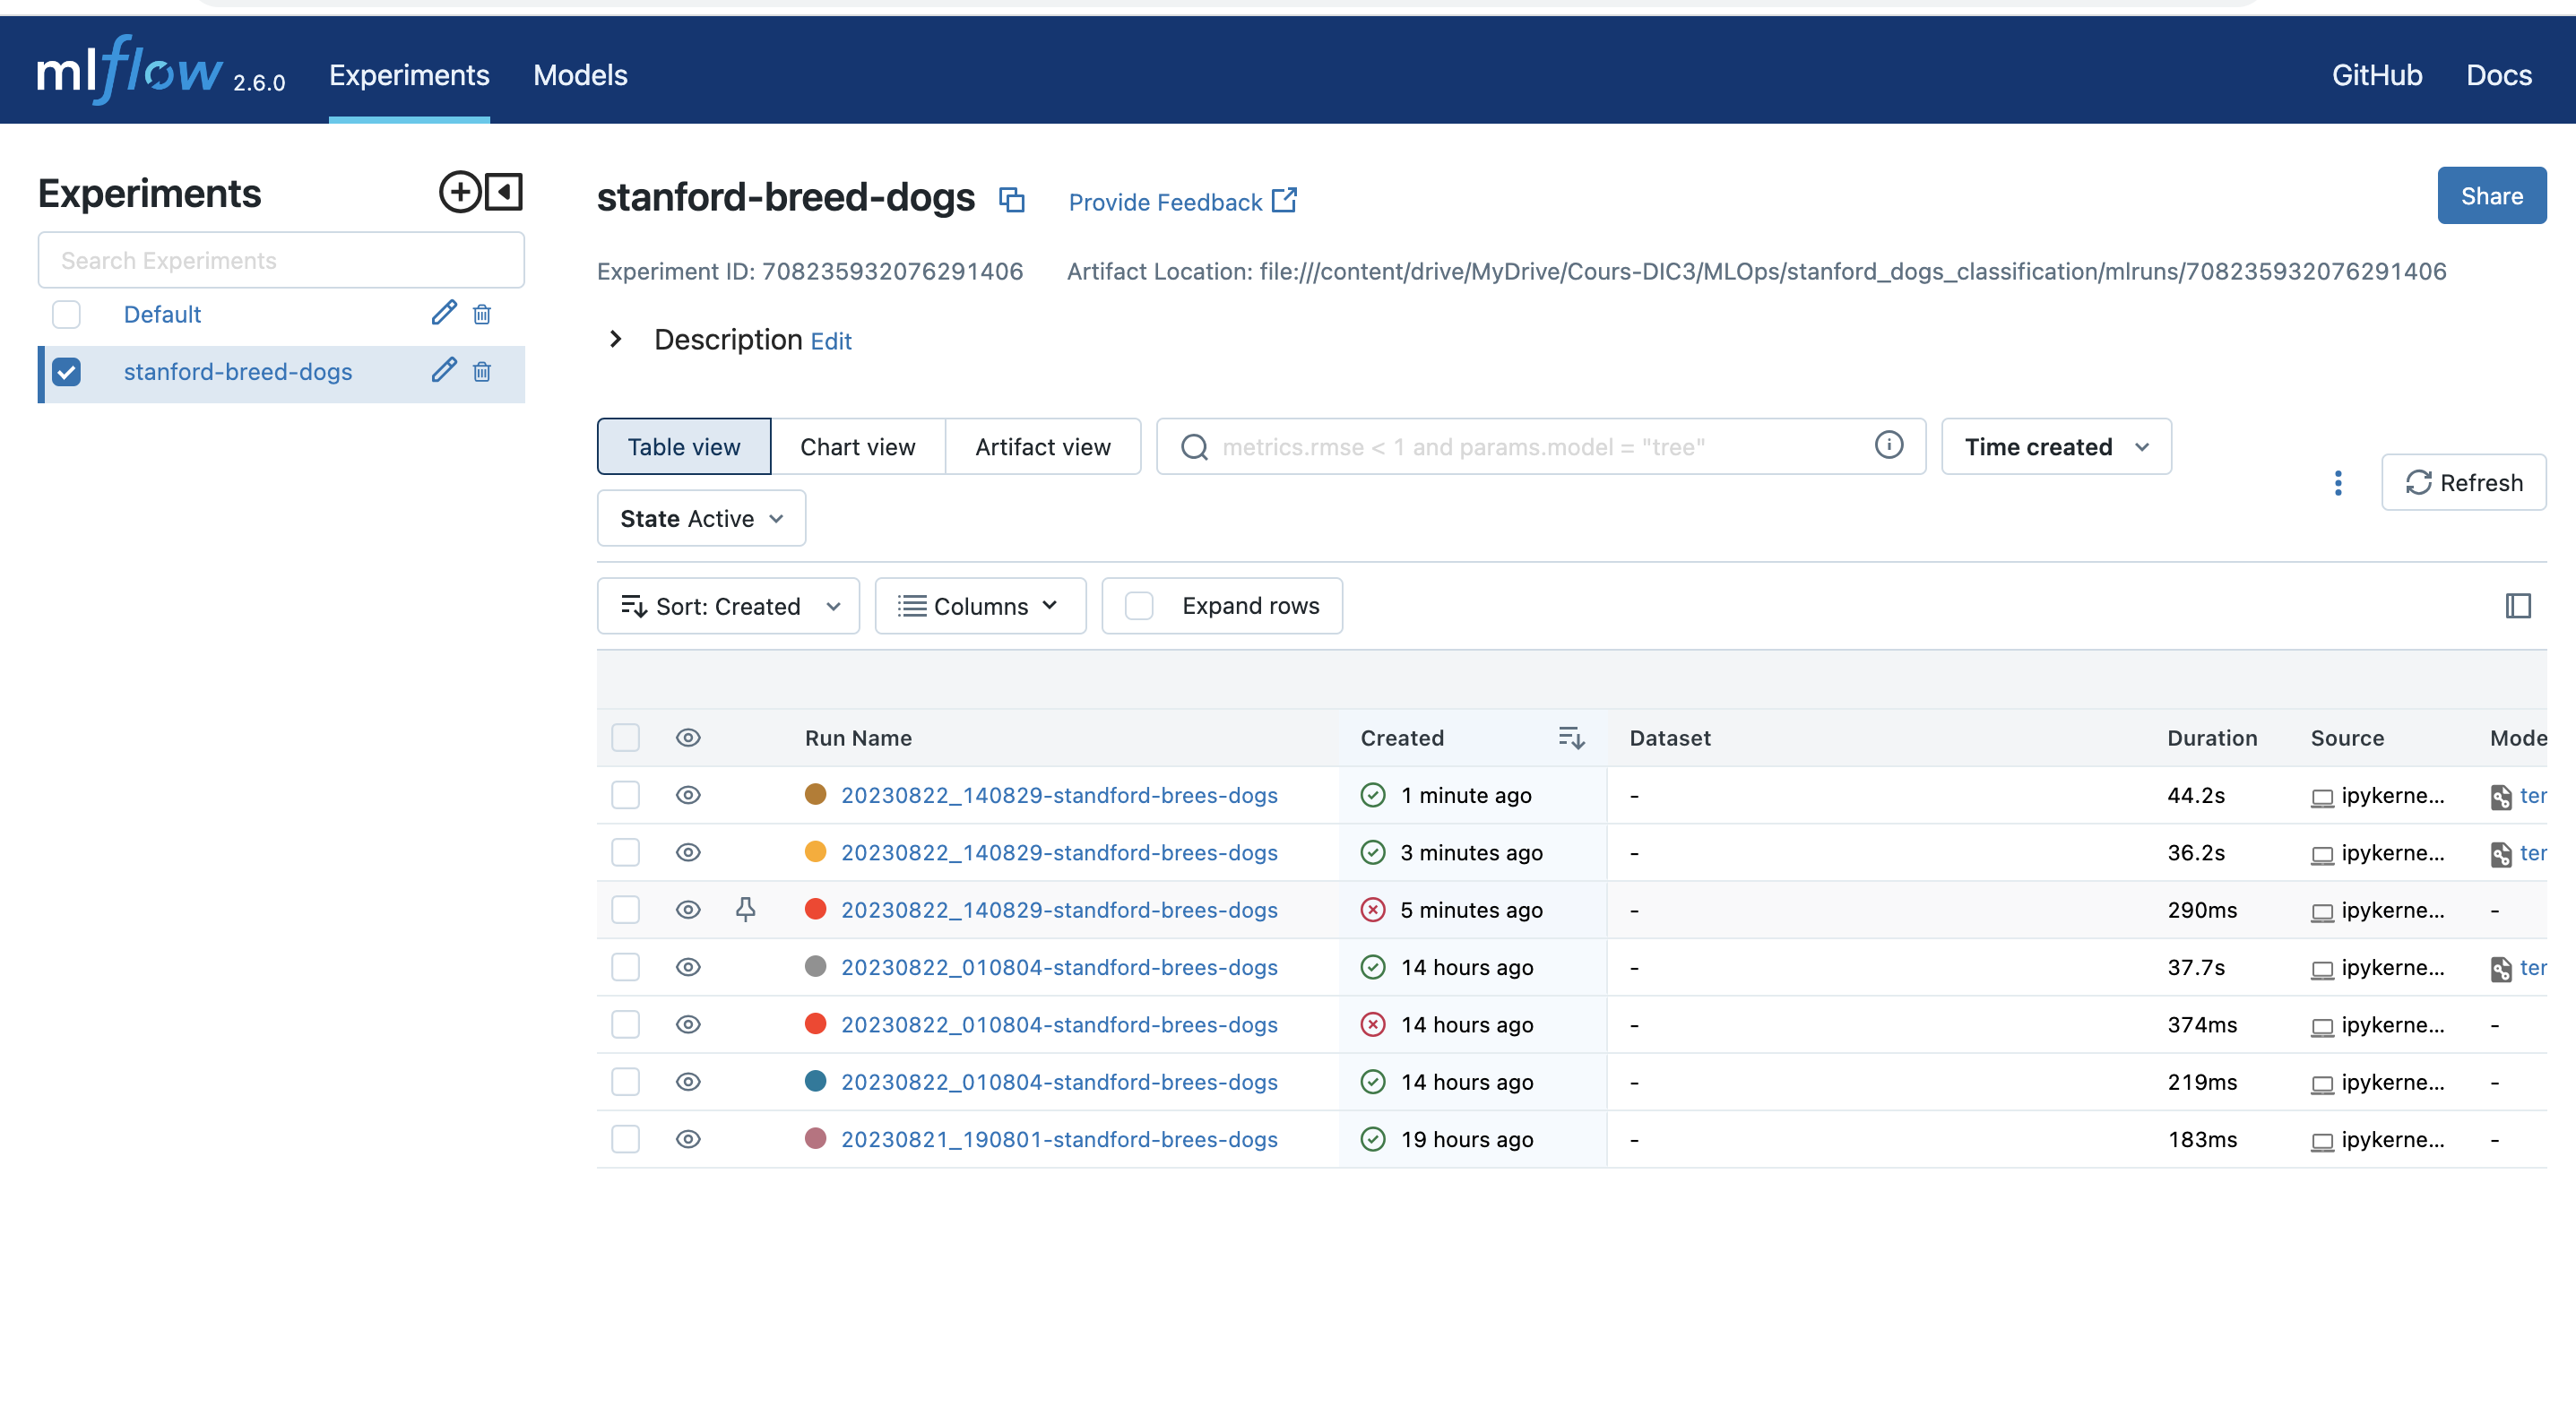 mlflow 2.6.0 Experiments Models GitHub Docs
Experiments
Search Experiments
Default
stanford-breed-dogs
stanford-breed-dogs Provide Feedback Share
Experiment ID: 708235932076291406 Artifact Location: file:///content/drive/MyDrive/Cours-DIC3/MLOps/stanford_dogs_classification/mlruns/708235932076291406
Description Edit
Table view Chart view Artifact view metrics.rmse < 1 and params.model = "tree" Time created
State Active Refresh
Sort: Created Columns Expand rows
Run Name Created Dataset Duration Source Mode
20230822_140829-standford-brees-dogs 1 minute ago - 44.2s ipykerne... ter
20230822_140829-standford-brees-dogs 3 minutes ago - 36.2s ipykerne... ter
20230822_140829-standford-brees-dogs 5 minutes ago - 290ms ipykerne... -
20230822_010804-standford-brees-dogs 14 hours ago - 37.7s ipykerne... ter
20230822_010804-standford-brees-dogs 14 hours ago - 374ms ipykerne... -
20230822_010804-standford-brees-dogs 14 hours ago - 219ms ipykerne... -
20230821_190801-standford-brees-dogs 19 hours ago - 183ms ipykerne... -